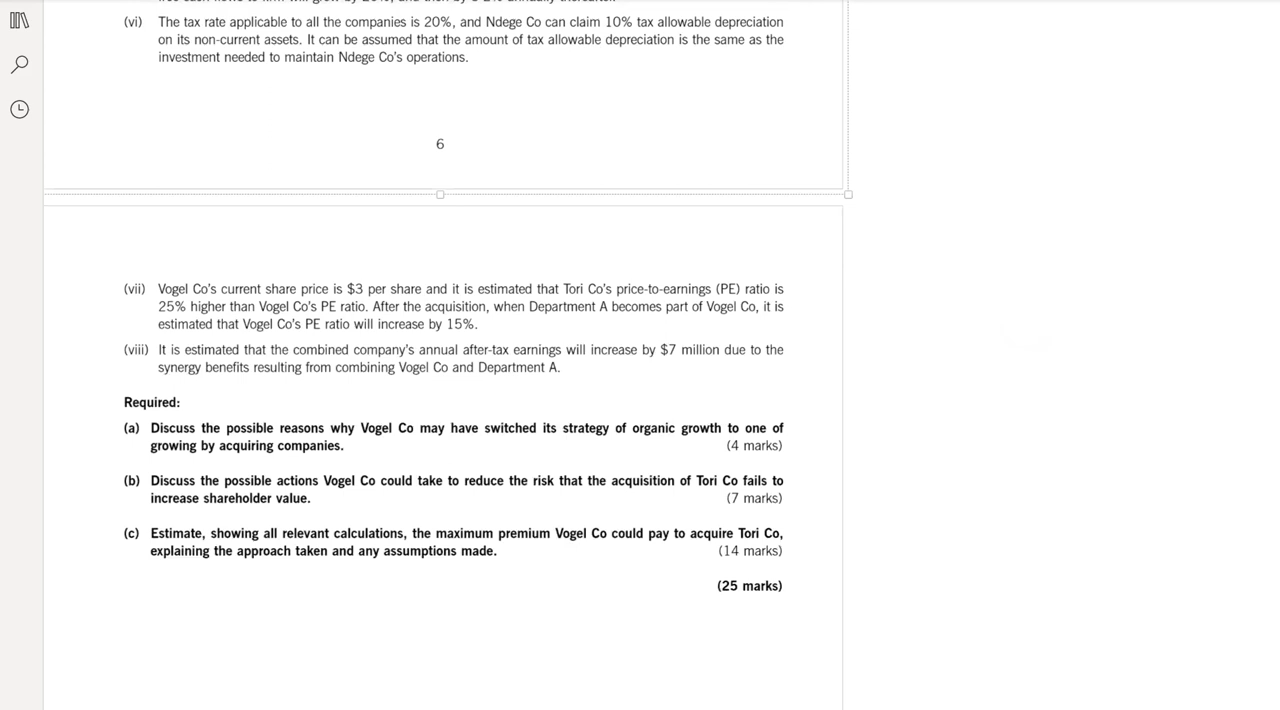 (vi) The tax rate applicable to all the companies is 20%, and Ndege Co can claim 10% tax allowable depreciation
on its non-current assets. It can be assumed that the amount of tax allowable depreciation is the same as the
investment needed to maintain Ndege Co's operations.
6
(vii) Vogel Co's current share price is $3 per share and it is estimated that Tori Co's price-to-earnings (PE) ratio is
25% higher than Vogel Co's PE ratio. After the acquisition, when Department A becomes part of Vogel Co, it is
estimated that Vogel Co's PE ratio will increase by 15%.
(viii) It is estimated that the combined company's annual after-tax earnings will increase by $7 million due to the
synergy benefits resulting from combining Vogel Co and Department A.
Required:
(a) Discuss the possible reasons why Vogel Co may have switched its strategy of organic growth to one of
growing by acquiring companies. (4 marks)
(b) Discuss the possible actions Vogel Co could take to reduce the risk that the acquisition of Tori Co fails to
increase shareholder value. (7 marks)
(c) Estimate, showing all relevant calculations, the maximum premium Vogel Co could pay to acquire Tori Co,
explaining the approach taken and any assumptions made. (14 marks)
(25 marks)